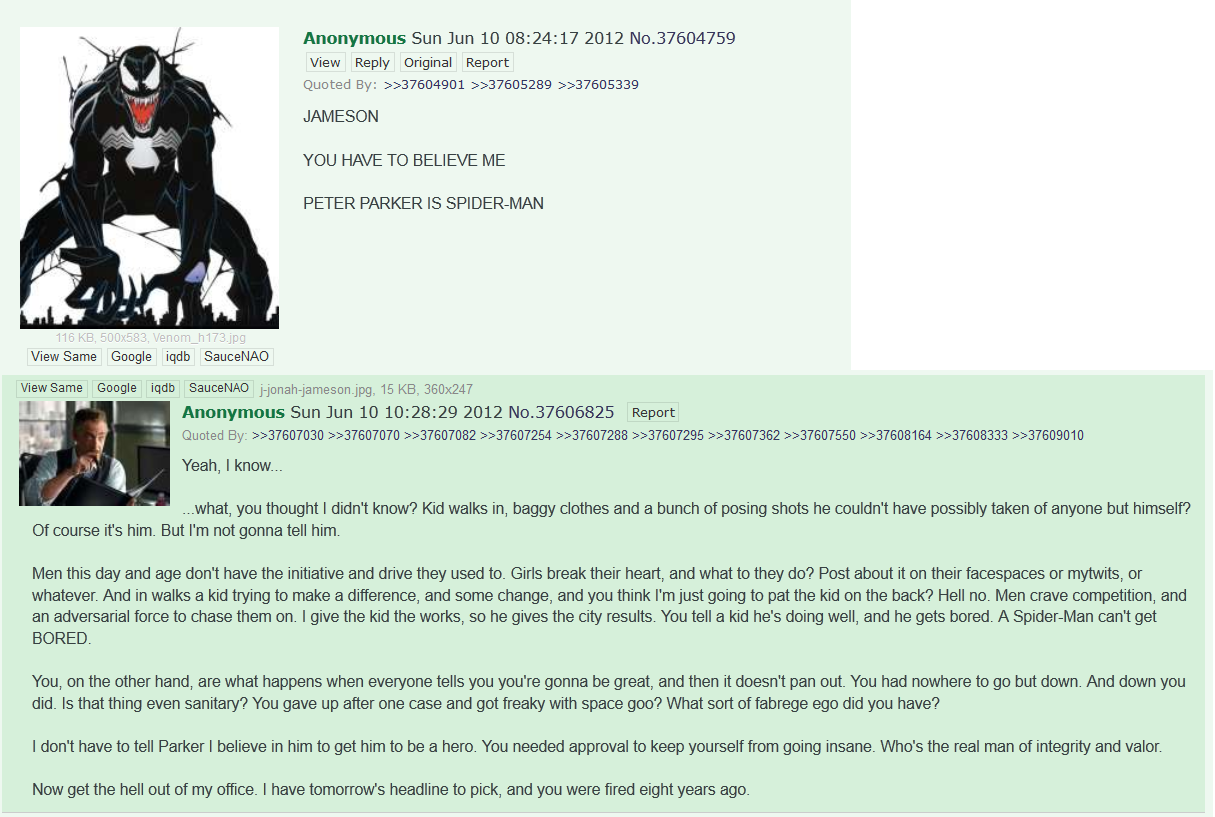 Anonymous Sun Jun 10 08:24:17 2012 No.37604759
View Reply Original Report
Quoted By: >>37604901 >>37605289 >>37605339
JAMESON
YOU HAVE TO BELIEVE ME
PETER PARKER IS SPIDER-MAN
116 KB, 500x583, Venom_h173.jpg
View Same Google iqdb SauceNAO
View Same Google iqdb SauceNAO j-jonah-jameson.jpg, 15 KB, 360x247
Anonymous Sun Jun 10 10:28:29 2012 No.37606825 Report
Quoted By: >>37607030 >>37607070 >>37607082 >>37607254 >>37607288 >>37607295 >>37607362 >>37607550 >>37608164 >>37608333 >>37609010
Yeah, I know...
...what, you thought I didn't know? Kid walks in, baggy clothes and a bunch of posing shots he couldn't have possibly taken of anyone but himself?
Of course it's him. But I'm not gonna tell him.
Men this day and age don't have the initiative and drive they used to. Girls break their heart, and what to they do? Post about it on their facespaces or mytwits, or
whatever. And in walks a kid trying to make a difference, and some change, and you think I'm just going to pat the kid on the back? Hell no. Men crave competition, and
an adversarial force to chase them on. I give the kid the works, so he gives the city results. You tell a kid he's doing well, and he gets bored. A Spider-Man can't get
BORED.
You, on the other hand, are what happens when everyone tells you you're gonna be great, and then it doesn't pan out. You had nowhere to go but down. And down you
did. Is that thing even sanitary? You gave up after one case and got freaky with space goo? What sort of fabrege ego did you have?
I don't have to tell Parker I believe in him to get him to be a hero. You needed approval to keep yourself from going insane. Who's the real man of integrity and valor.
Now get the hell out of my office. I have tomorrow's headline to pick, and you were fired eight years ago.